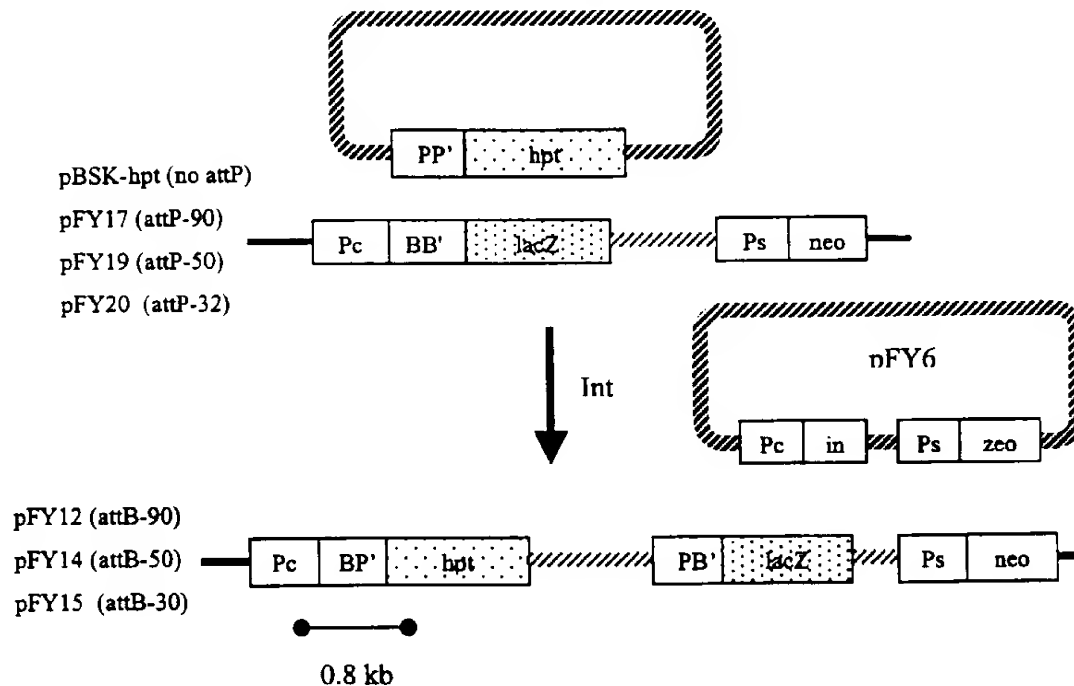 PP' hpt
pBSK-hpt (no attP)
pFY17 (attP-90)
pFY19 (attP-50)
pFY20 (attP-32)
Pc BB' lacZ Ps neo
Int
pFY6
Pc in Ps zeo
pFY12 (attB-90)
pFY14 (attB-50)
pFY15 (attB-30)
Pc BP' hpt PB' lacZ Ps neo
0.8 kb